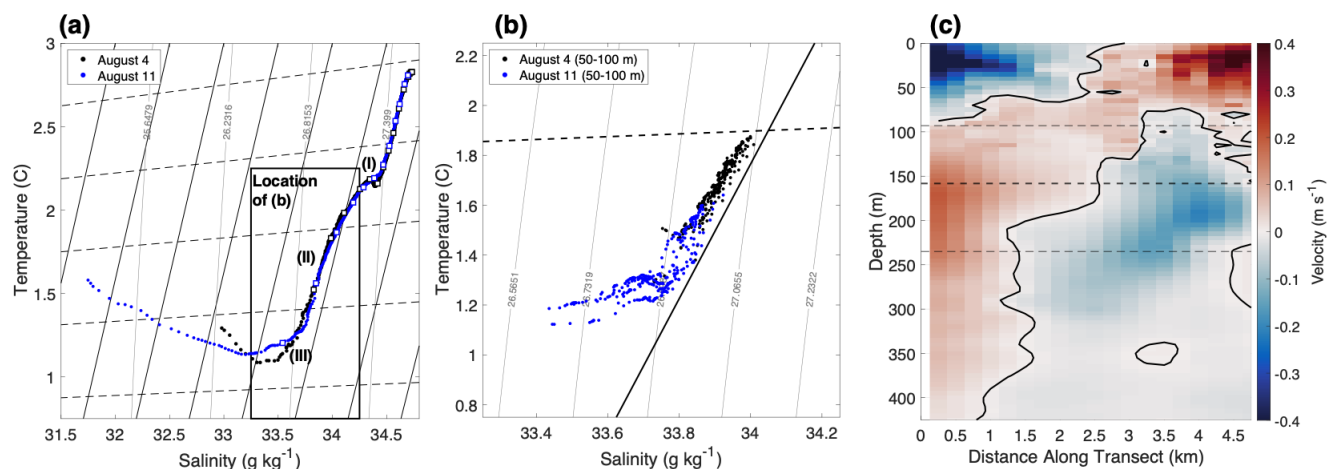 (a)
August 4
August 11
25.6479
26.2316
26.8153
27.399
(I)
Location
of (b)
(II)
(III)
3
2.5
2
1.5
1
Temperature (C)
31.5 32 32.5 33 33.5 34 34.5
Salinity (g kg-1)
(b)
August 4 (50-100 m)
August 11 (50-100 m)
26.5651
26.7319
27.0655
27.2322
2.2
2
1.8
1.6
1.4
1.2
1
0.8
Temperature (C)
33.4 33.6 33.8 34 34.2
Salinity (g kg-1)
(c)
0
50
100
150
200
250
300
350
400
Depth (m)
0 0.5 1 1.5 2 2.5 3 3.5 4 4.5
Distance Along Transect (km)
0.4
0.3
0.2
0.1
0
-0.1
-0.2
-0.3
-0.4
Velocity (m s-1)